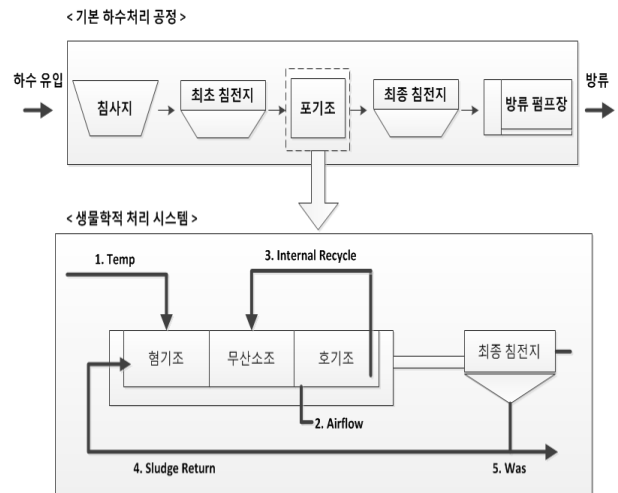 < 기본 하수처리 공정 >
하수 유입
침사지
최초 침전지
포기조
최종 침전지
방류 펌프장
방류
< 생물학적 처리 시스템 >
1. Temp
3. Internal Recycle
혐기조
무산소조
호기조
최종 침전지
2. Airflow
4. Sludge Return
5. Was